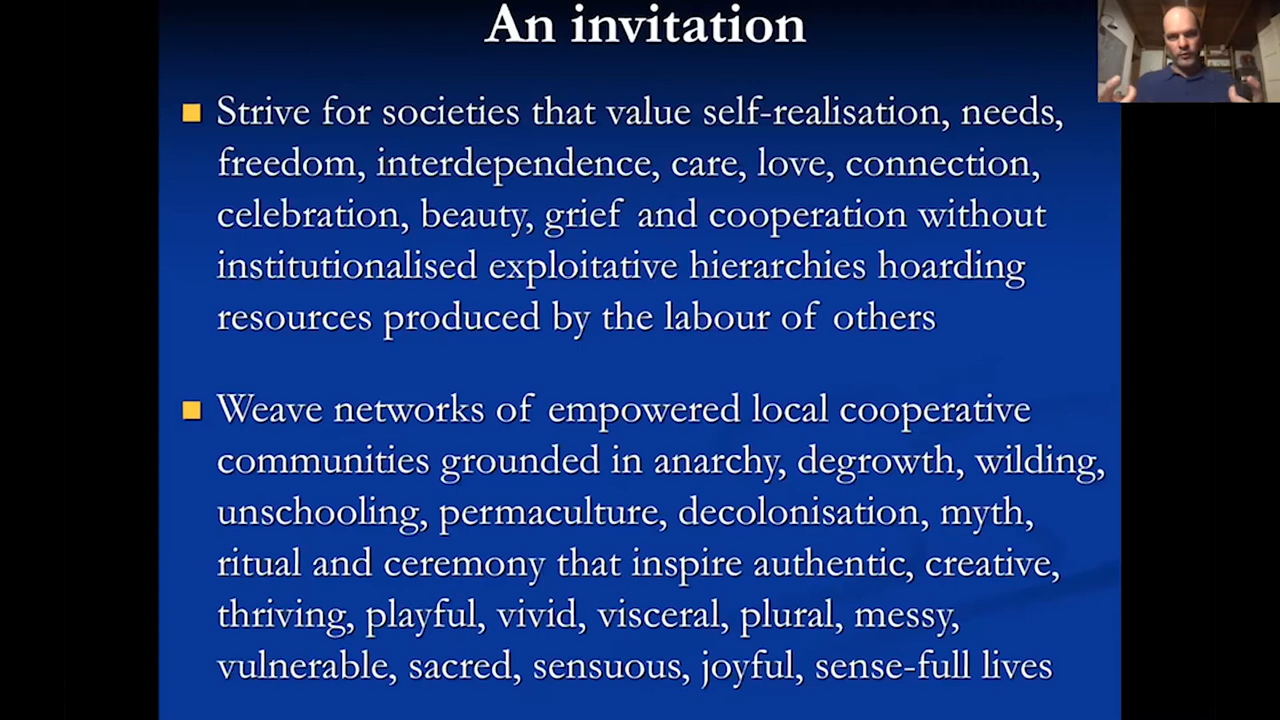 An invitation
Strive for societies that value self-realisation, needs,
freedom, interdependence, care, love, connection,
celebration, beauty, grief and cooperation without
institutionalised exploitative hierarchies hoarding
resources produced by the labour of others
Weave networks of empowered local cooperative
communities grounded in anarchy, degrowth, wilding,
unschooling, permaculture, decolonisation, myth,
ritual and ceremony that inspire authentic, creative,
thriving, playful, vivid, visceral, plural, messy,
vulnerable, sacred, sensuous, joyful, sense-full lives